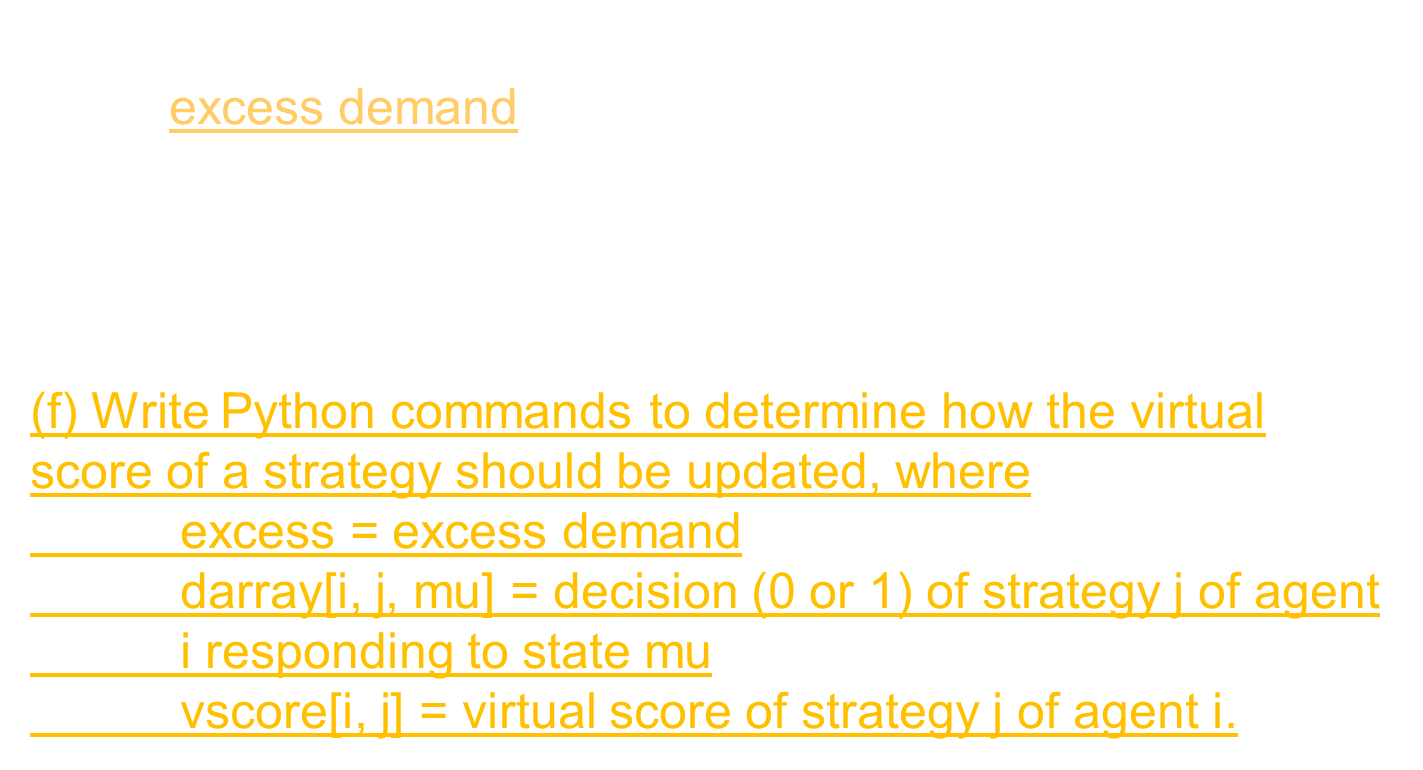 excess demand
(f) Write Python commands to determine how the virtual
score of a strategy should be updated, where
excess = excess demand
darray[i, j, mu] = decision (0 or 1) of strategy j of agent
i responding to state mu
vscore[i, j] = virtual score of strategy j of agent i.